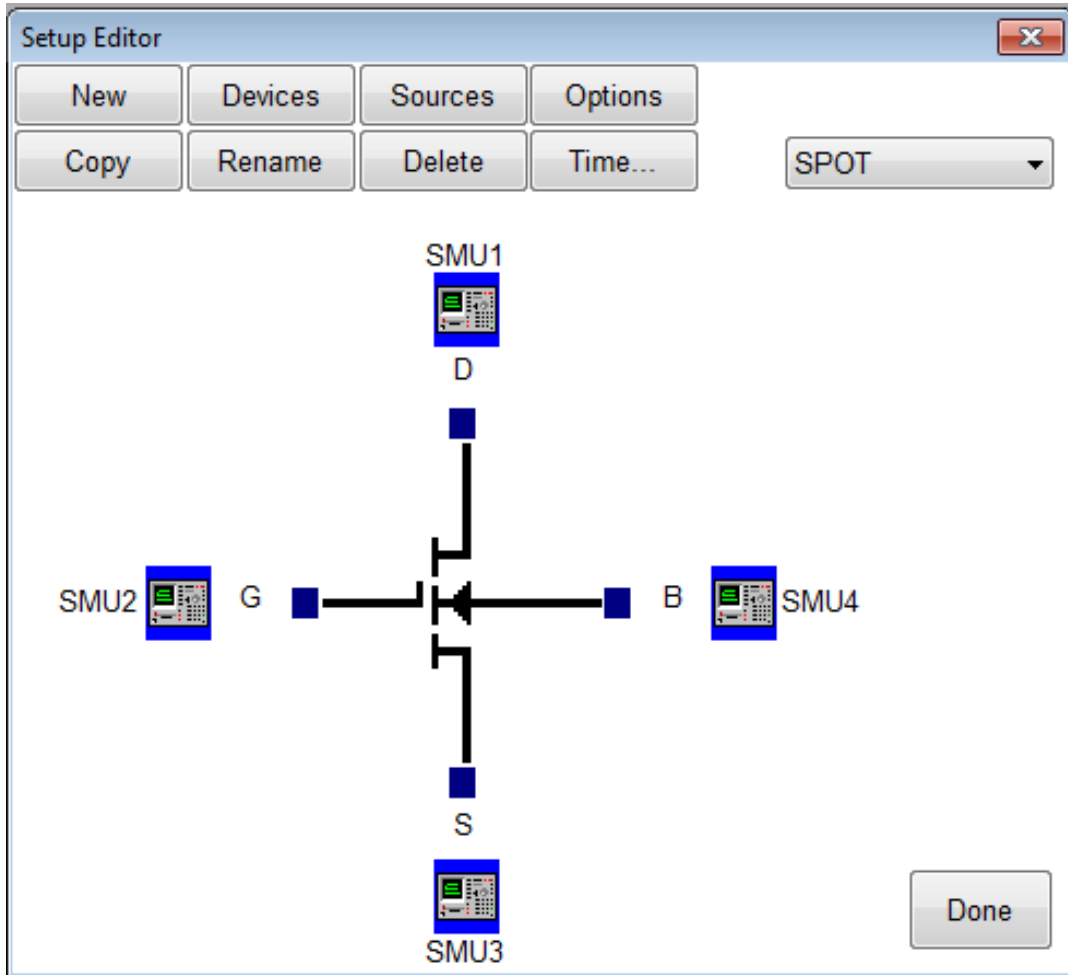 Setup Editor
New Devices Sources Options
Copy Rename Delete Time... SPOT
SMU1
D
SMU2 G B SMU4
S
SMU3
Done